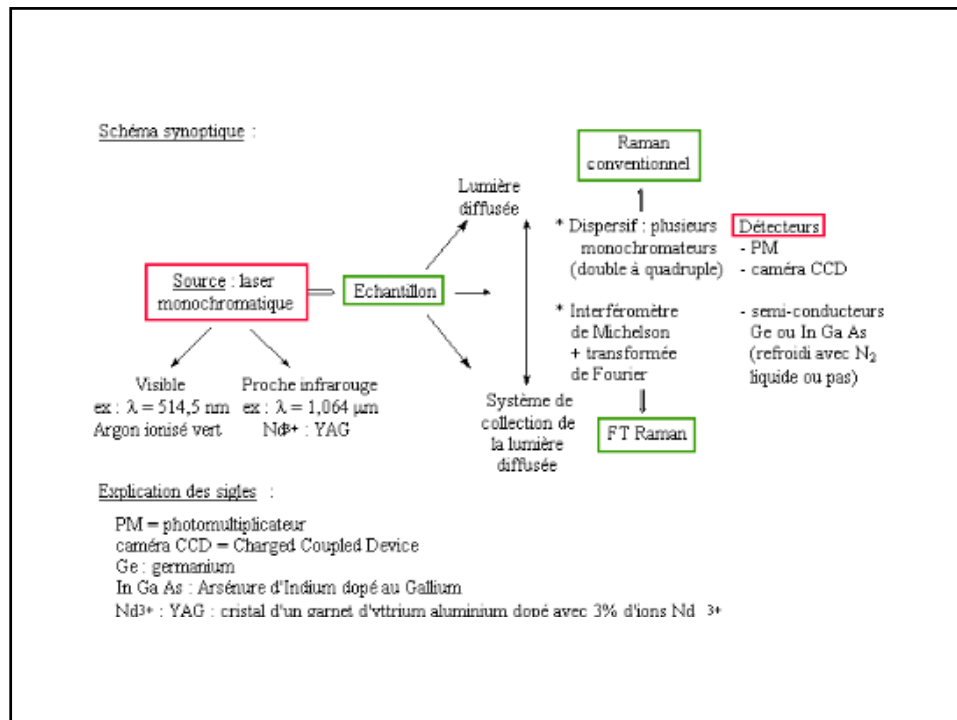 Schéma synoptique :
Raman
conventionnel
Lumière
diffusée
* Dispersif : plusieurs
monochromateurs
(double à quadruple)
Détecteurs
- PM
- caméra CCD
Source : laser
monochromatique
Echantillon
* Interféromètre
de Michelson
+ transformée
de Fourier
- semi-conducteurs
Ge ou In Ga As
(refroidi avec N2
liquide ou pas)
Visible
ex : λ = 514,5 nm
Argon ionisé vert
Proche infrarouge
ex : λ = 1,064 µm
Nd3+ : YAG
Système de
collection de
la lumière
diffusée
FT Raman
Explication des sigles :
PM = photomultiplicateur
caméra CCD = Charged Coupled Device
Ge : germanium
In Ga As : Arsénure d'Indium dopé au Gallium
Nd3+ : YAG : cristal d'un garnet d'yttrium aluminium dopé avec 3% d'ions Nd 3+